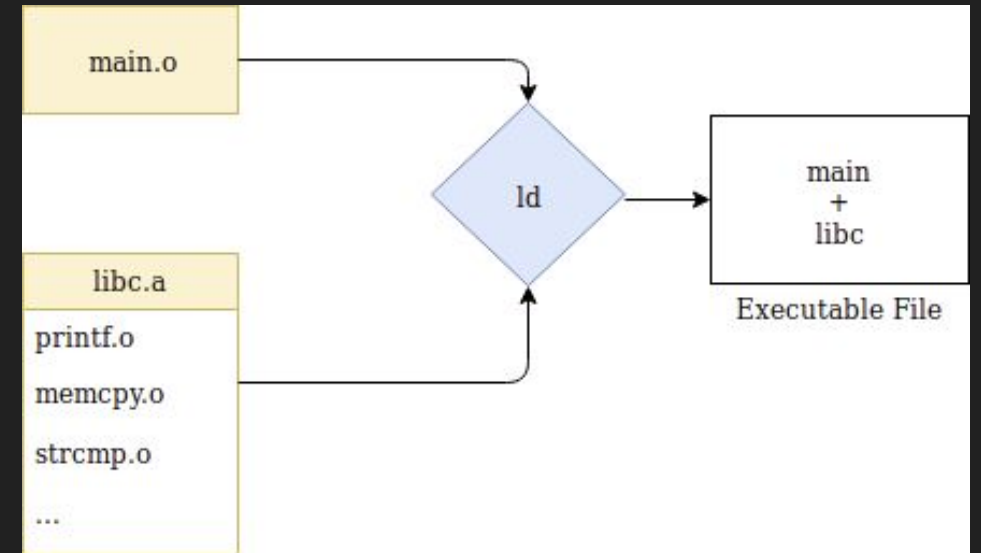 main.o
ld
main
+
libc
Executable File
libc.a
printf.o
memcpy.o
strcmp.o
...